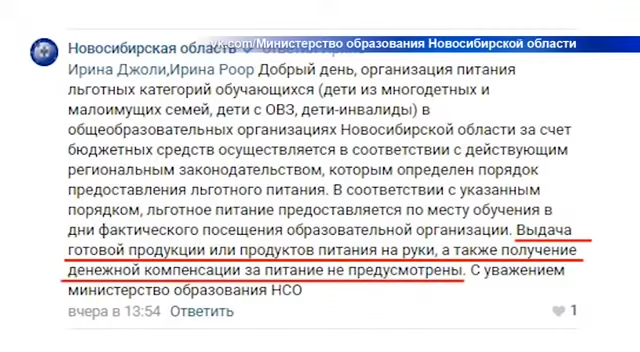 vk.com/Министерство образования Новосибирской области
Новосибирская область
Ирина Джоли,Ирина Роор Добрый день, организация питания
льготных категорий обучающихся (дети из многодетных и
малоимущих семей, дети с ОВЗ, дети-инвалиды) в
общеобразовательных организациях Новосибирской области за счет
бюджетных средств осуществляется в соответствии с действующим
региональным законодательством, которым определен порядок
предоставления льготного питания. В соответствии с указанным
порядком, льготное питание предоставляется по месту обучения в
дни фактического посещения образовательной организации. Выдача
готовой продукции или продуктов питания на руки, а также получение
денежной компенсации за питание не предусмотрены. С уважением
министерство образования НСО
вчера в 13:54 Ответить 1